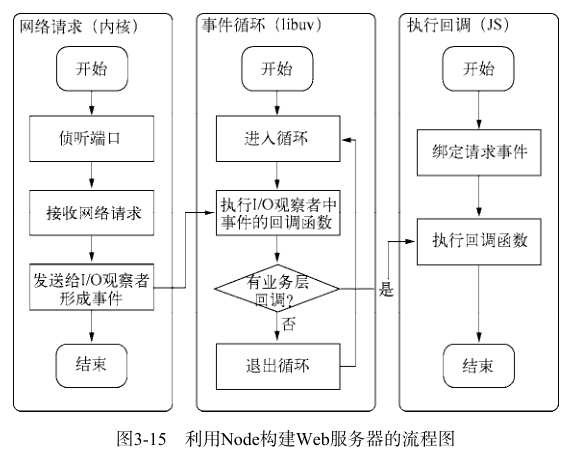 网络请求（内核）
开始
侦听端口
接收网络请求
发送给I/O观察者
形成事件
结束
事件循环（libuv）
开始
进入循环
执行I/O观察者中
事件的回调函数
有业务层
回调?
是
否
退出循环
执行回调（JS）
开始
绑定请求事件
执行回调函数
结束
图3-15 利用Node构建Web服务器的流程图